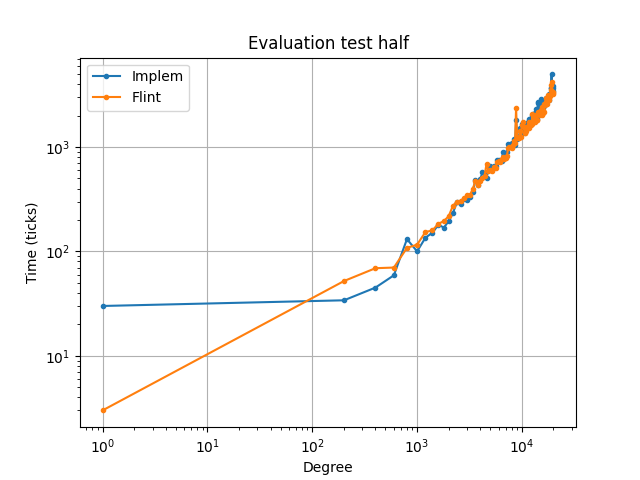 Evaluation test half
Implem
Flint
Time (ticks)
10³
10²
10¹
10⁰ 10¹ 10² 10³ 10⁴
Degree